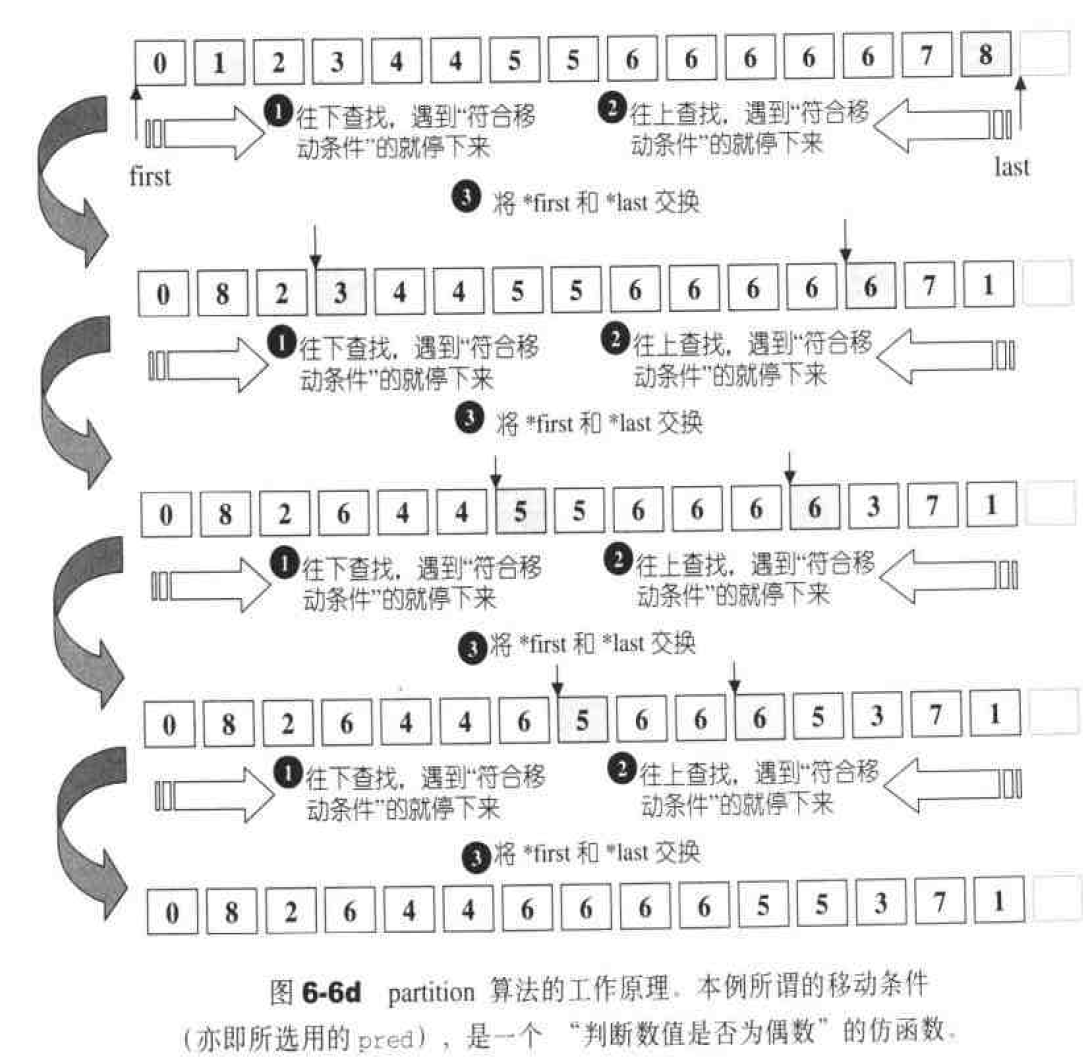 0 1 2 3 4 4 5 5 6 6 6 6 6 7 8
❶往下查找，遇到“符合移
动条件”的就停下来
❷往上查找，遇到“符合移
动条件”的就停下来
first
last
❸ 将 *first 和 *last 交换
0 8 2 3 4 4 5 5 6 6 6 6 6 7 1
❶往下查找，遇到“符合移
动条件”的就停下来
❷往上查找，遇到“符合移
动条件”的就停下来
❸ 将 *first 和 *last 交换
0 8 2 6 4 4 5 5 6 6 6 6 3 7 1
❶往下查找，遇到“符合移
动条件”的就停下来
❷往上查找，遇到“符合移
动条件”的就停下来
❸将 *first 和 *last 交换
0 8 2 6 4 4 6 5 6 6 6 5 3 7 1
❶往下查找，遇到“符合移
动条件”的就停下来
❷往上查找，遇到“符合移
动条件”的就停下来
❸将 *first 和 *last 交换
0 8 2 6 4 4 6 6 6 6 5 5 3 7 1
图 6-6d partition 算法的工作原理。本例所谓的移动条件
（亦即所选用的 pred），是一个 “判断数值是否为偶数”的仿函数。